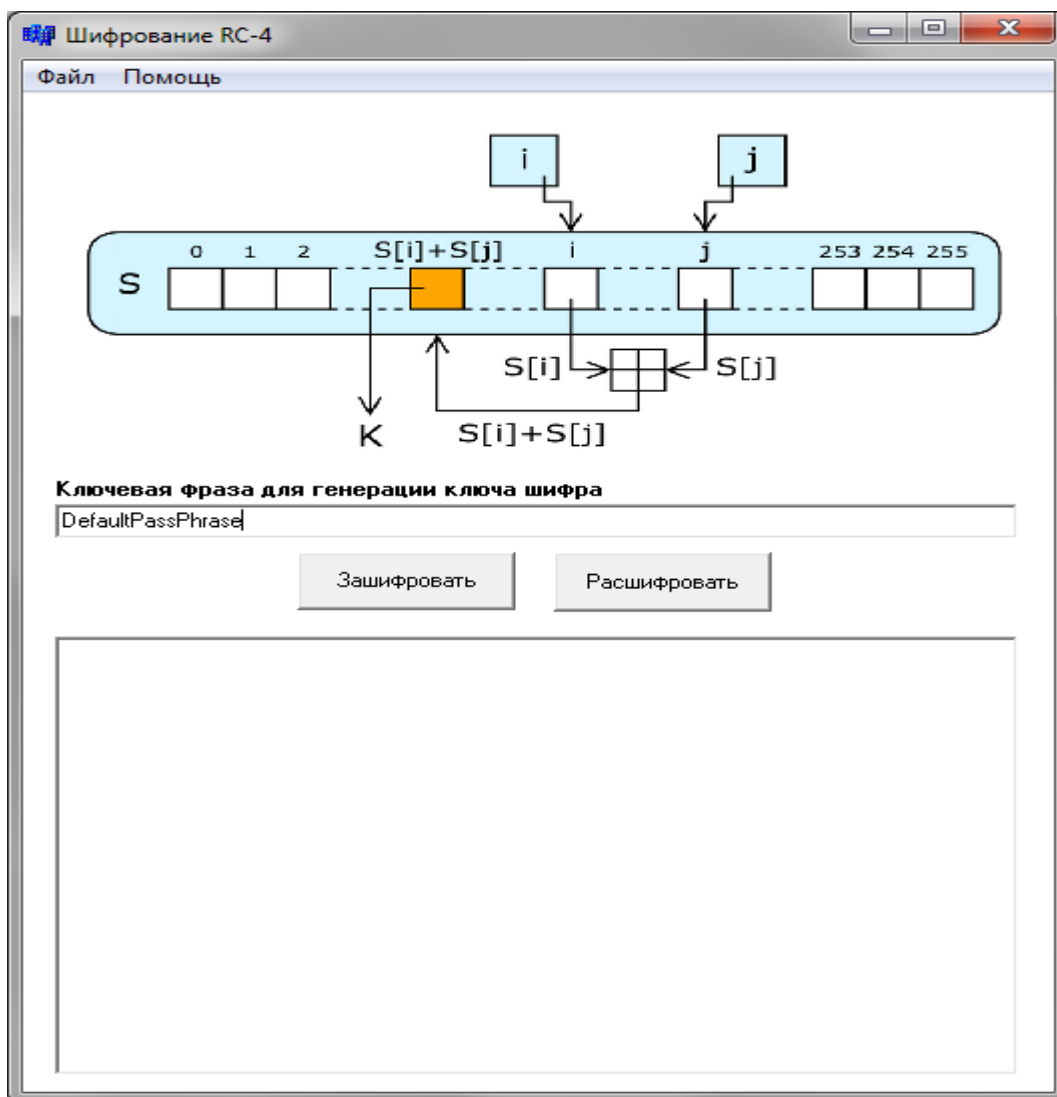 Шифрование RC-4
Файл Помощь
i j
0 1 2 S[i]+S[j] i j 253 254 255
S
S[i] S[j]
K S[i]+S[j]
Ключевая фраза для генерации ключа шифра
DefaultPassPhrase
Зашифровать Расшифровать